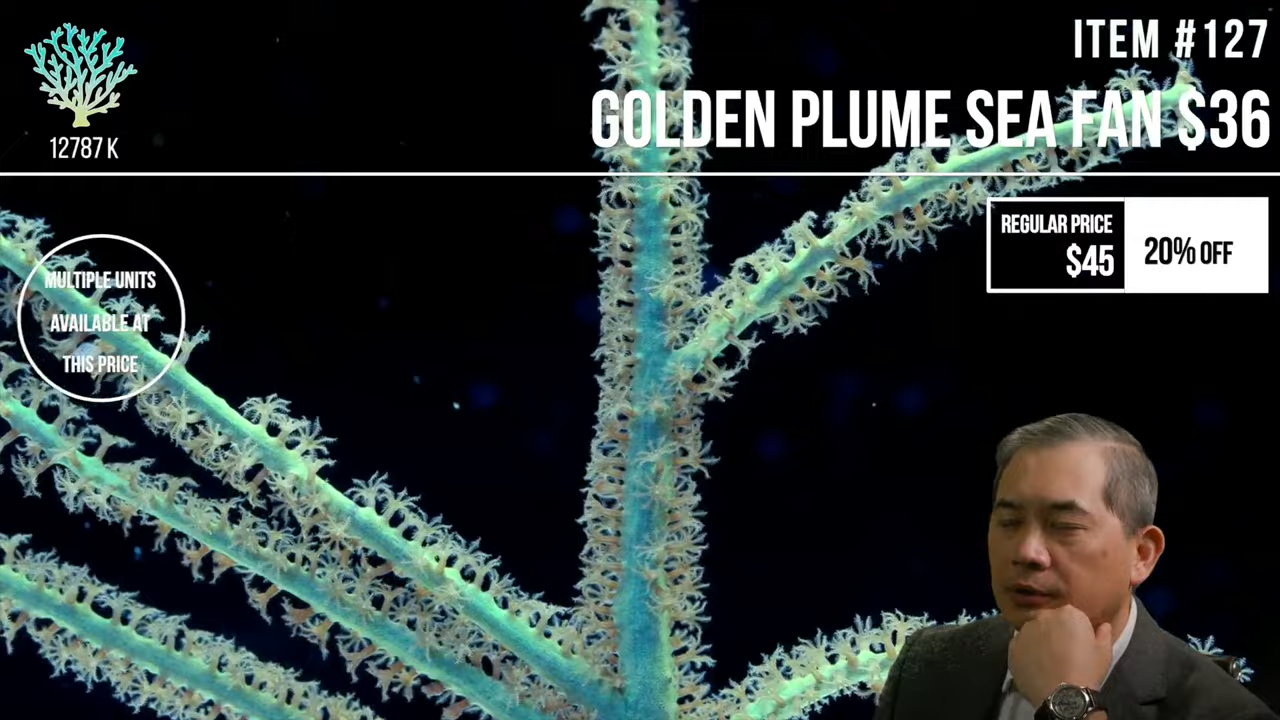 ITEM #127
GOLDEN PLUME SEA FAN $36
12787 K
REGULAR PRICE
$45
20% OFF
MULTIPLE UNITS
AVAILABLE AT
THIS PRICE